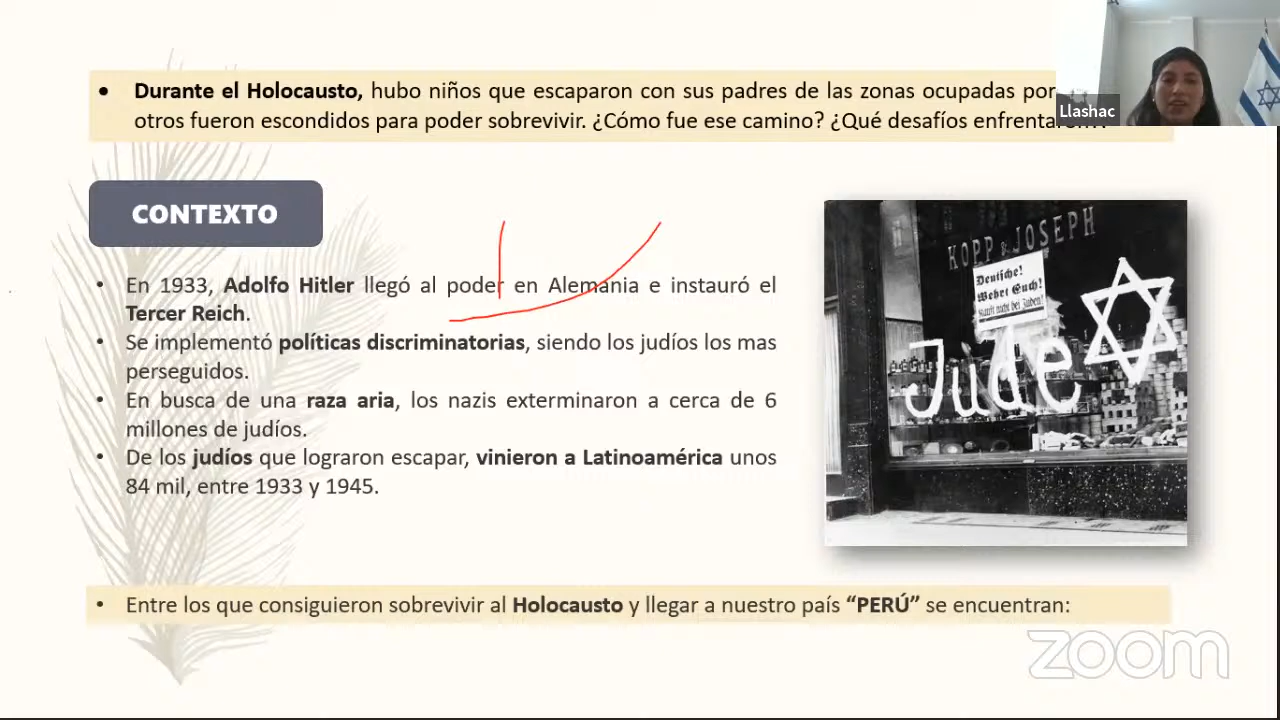 Durante el Holocausto, hubo niños que escaparon con sus padres de las zonas ocupadas por
otros fueron escondidos para poder sobrevivir. ¿Cómo fue ese camino? ¿Qué desafíos
Llashac
CONTEXTO
• En 1933, Adolfo Hitler llegó al poder en Alemania e instauró el
Tercer Reich.
• Se implementó políticas discriminatorias, siendo los judíos los mas
perseguidos.
• En busca de una raza aria, los nazis exterminaron a cerca de 6
millones de judíos.
• De los judíos que lograron escapar, vinieron a Latinoamérica unos
84 mil, entre 1933 y 1945.
KOPP & JOSEPH
Deutsche!
Wehrt Euch!
Kauft nicht bei Juden!
Jude
• Entre los que consiguieron sobrevivir al Holocausto y llegar a nuestro país “PERÚ” se encuentran:
zoom